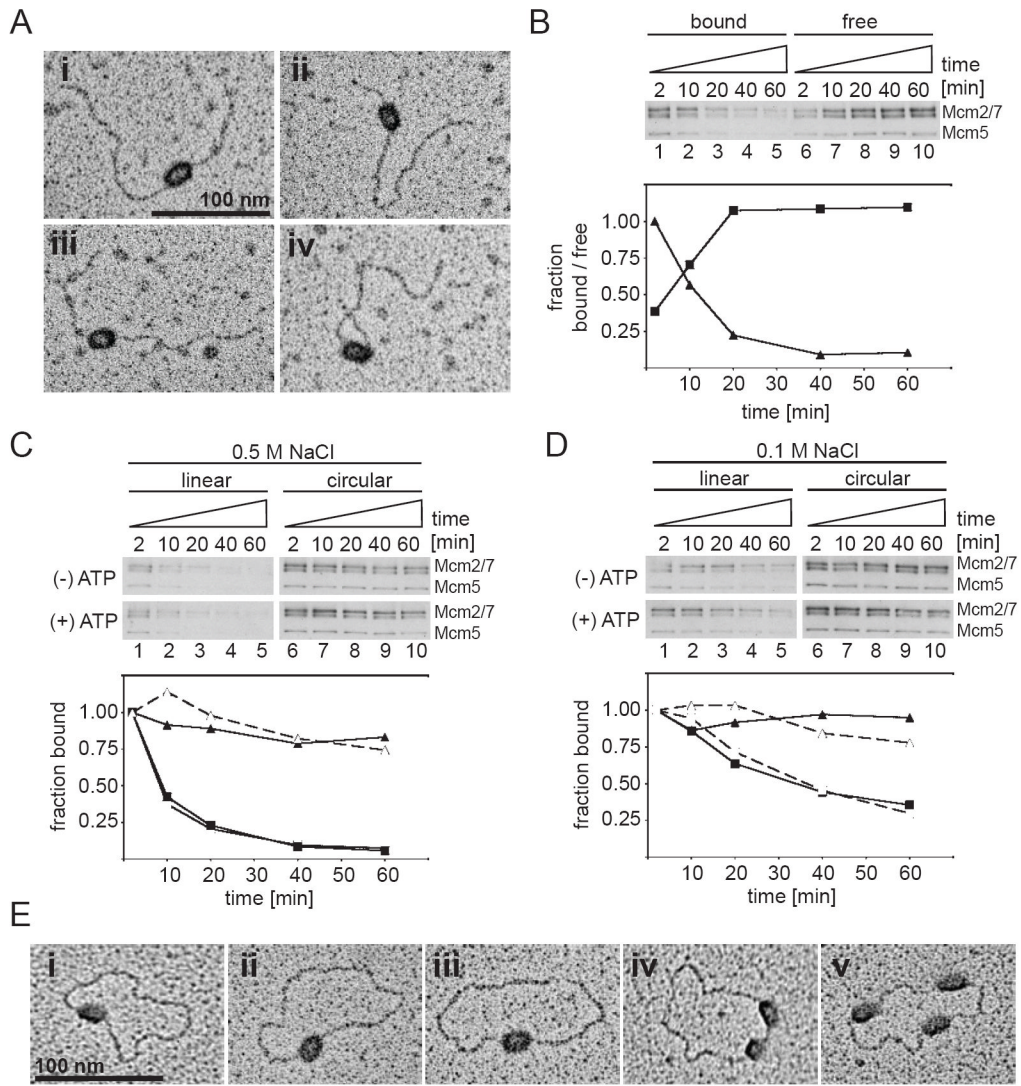 A
i
ii
100 nm
iii
iv
B
bound free
time
2 10 20 40 60 2 10 20 40 60 [min]
Mcm2/7
Mcm5
1 2 3 4 5 6 7 8 9 10
1.00
0.75
0.50
0.25
fraction
bound / free
10 20 30 40 50 60
time [min]
C
0.5 M NaCl
linear circular
time
2 10 20 40 60 2 10 20 40 60 [min]
(-) ATP Mcm2/7
Mcm5
(+) ATP Mcm2/7
Mcm5
1 2 3 4 5 6 7 8 9 10
1.00
0.75
0.50
0.25
fraction bound
10 20 30 40 50 60
time [min]
D
0.1 M NaCl
linear circular
time
2 10 20 40 60 2 10 20 40 60 [min]
(-) ATP Mcm2/7
Mcm5
(+) ATP Mcm2/7
Mcm5
1 2 3 4 5 6 7 8 9 10
1.00
0.75
0.50
0.25
fraction bound
10 20 30 40 50 60
time [min]
E
i
ii
iii
iv
v
100 nm